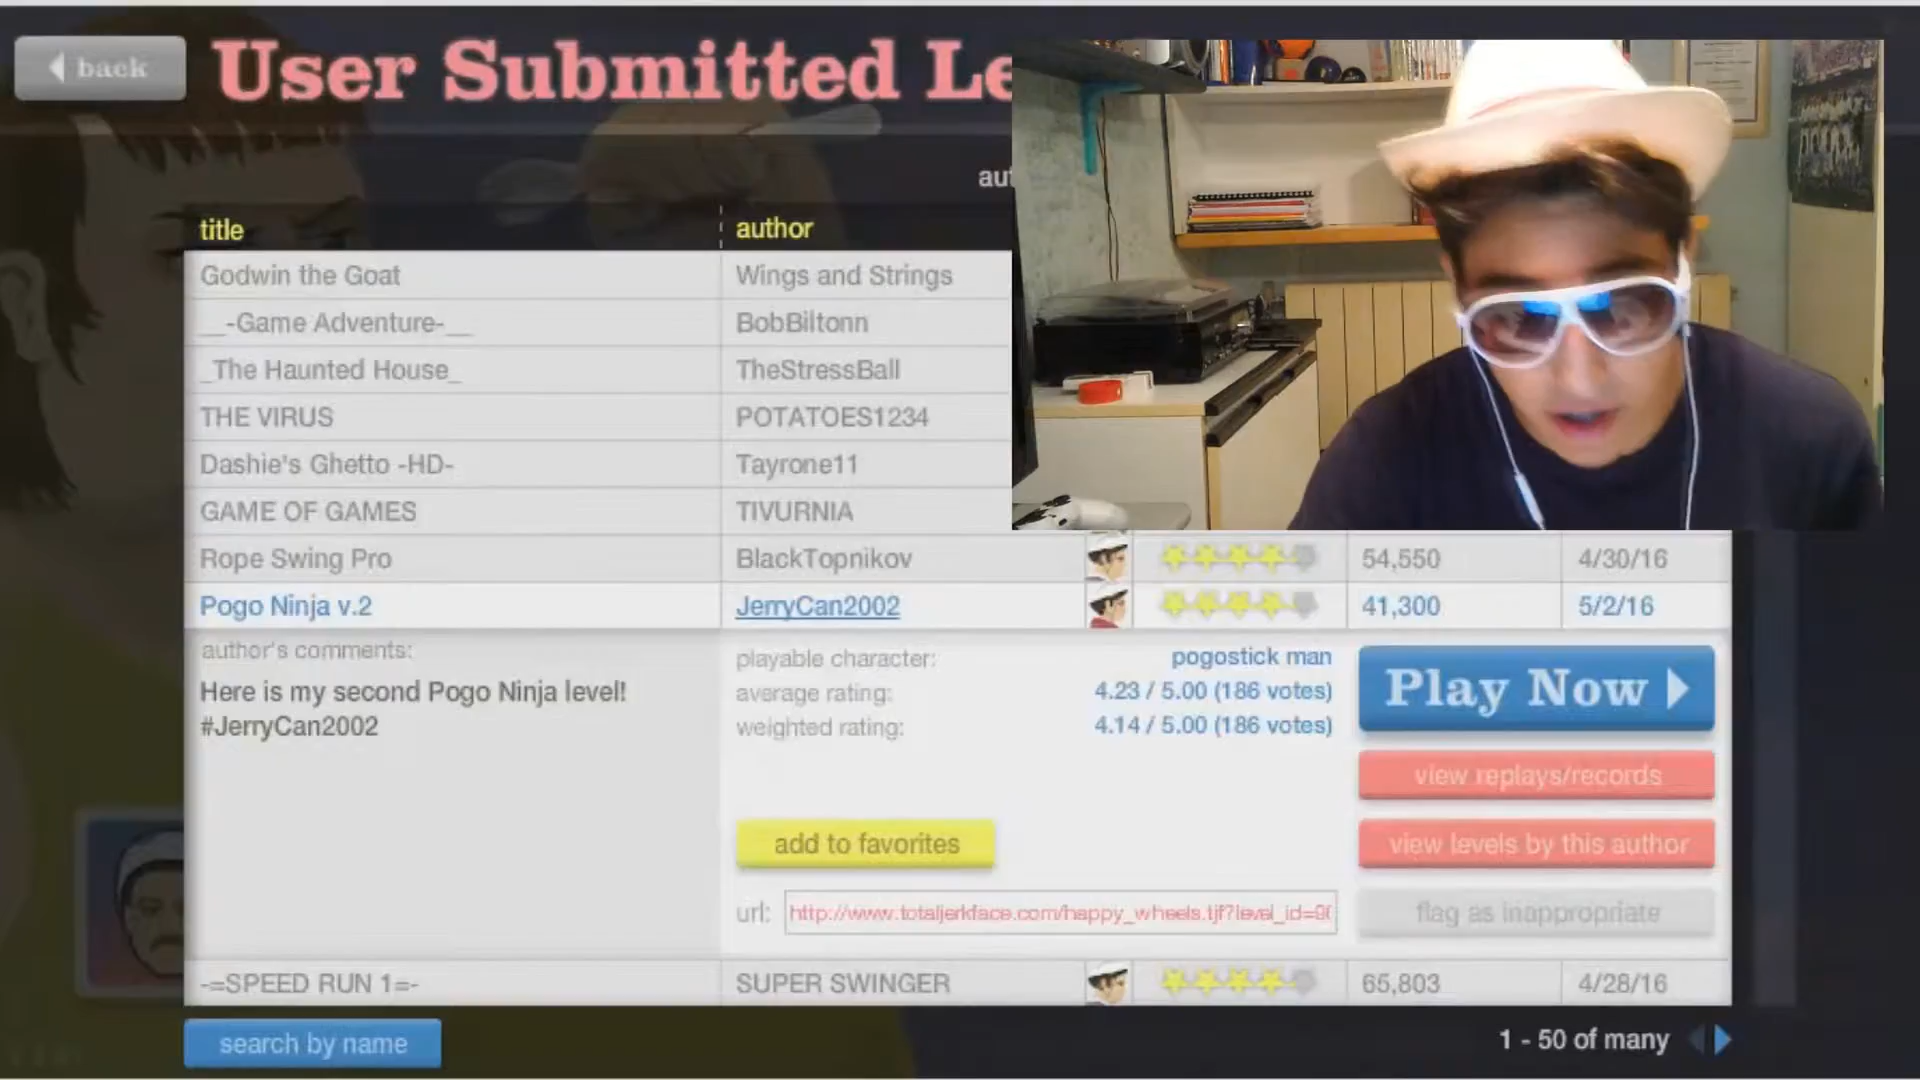 back
User Submitted Le
title
author
Godwin the Goat
Wings and Strings
__-Game Adventure-__
BobBiltonn
_The Haunted House_
TheStressBall
THE VIRUS
POTATOES1234
Dashie's Ghetto -HD-
Tayrone11
GAME OF GAMES
TIVURNIA
Rope Swing Pro
BlackTopnikov
54,550
4/30/16
Pogo Ninja v.2
JerryCan2002
41,300
5/2/16
author's comments:
Here is my second Pogo Ninja level!
#JerryCan2002
playable character:
pogostick man
average rating:
4.23 / 5.00 (186 votes)
weighted rating:
4.14 / 5.00 (186 votes)
Play Now
view replays/records
view levels by this author
flag as inappropriate
add to favorites
url:
http://www.totaljerkface.com/happy_wheels.tjf?level_id=9
-=SPEED RUN 1=-
SUPER SWINGER
65,803
4/28/16
search by name
1 - 50 of many